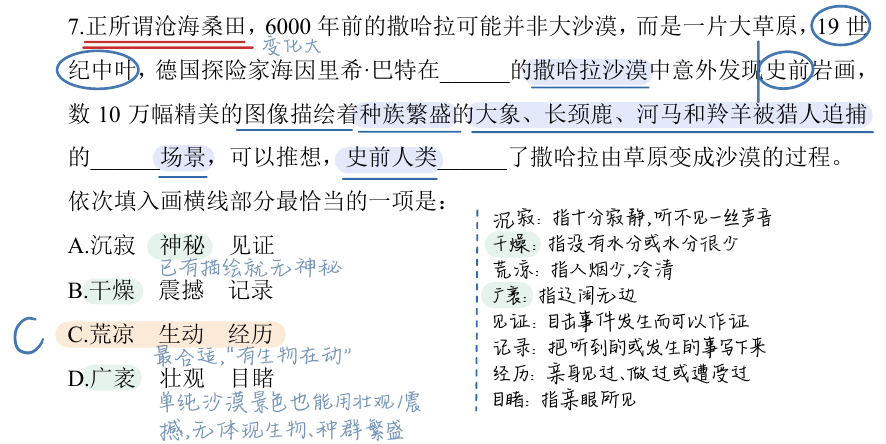 7.正所谓沧海桑田，6000 年前的撒哈拉可能并非大沙漠，而是一片大草原，19 世
变化大
纪中叶，德国探险家海因里希·巴特在______的撒哈拉沙漠中意外发现史前岩画，
数 10 万幅精美的图像描绘着种族繁盛的大象、长颈鹿、河马和羚羊被猎人追捕
的______场景，可以推想，史前人类______了撒哈拉由草原变成沙漠的过程。
依次填入画横线部分最恰当的一项是：
A.沉寂 神秘 见证
已有描绘就无神秘
B.干燥 震撼 记录
C
C.荒凉 生动 经历
最合适，“有生物在动”
D.广袤 壮观 目睹
单纯沙漠景色也能用壮观/震
撼，无体现生物、种群繁盛
沉寂：指十分寂静，听不见一丝声音
干燥：指没有水分或水分很少
荒凉：指人烟少，冷清
广袤：指辽阔无边
见证：目击事件发生而可以作证
记录：把听到的或发生的事写下来
经历：亲身见过、做过或遭受过
目睹：指亲眼所见